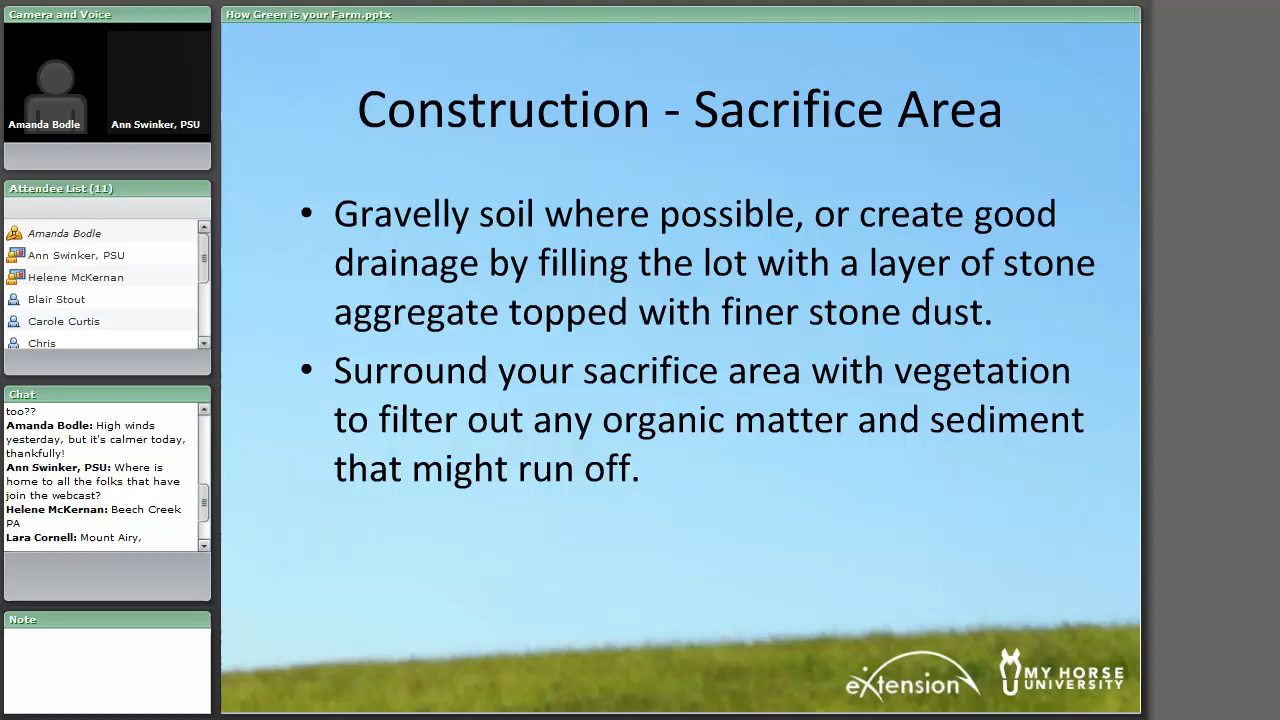 Camera and Voice
Amanda Bodle
Ann Swinker, PSU
Attendee List (11)
Amanda Bodle
Ann Swinker, PSU
Helene McKernan
Blair Stout
Carole Curtis
Chris
Chat
too??
Amanda Bodle: High winds
yesterday, but it's calmer today,
thankfully!
Ann Swinker, PSU: Where is
home to all the folks that have
join the webcast?
Helene McKernan: Beech Creek
PA
Lara Cornell: Mount Airy,
Note
How Green is your Farm.pptx
Construction - Sacrifice Area
• Gravelly soil where possible, or create good
drainage by filling the lot with a layer of stone
aggregate topped with finer stone dust.
• Surround your sacrifice area with vegetation
to filter out any organic matter and sediment
that might run off.
eXtension
MY HORSE
UNIVERSITY